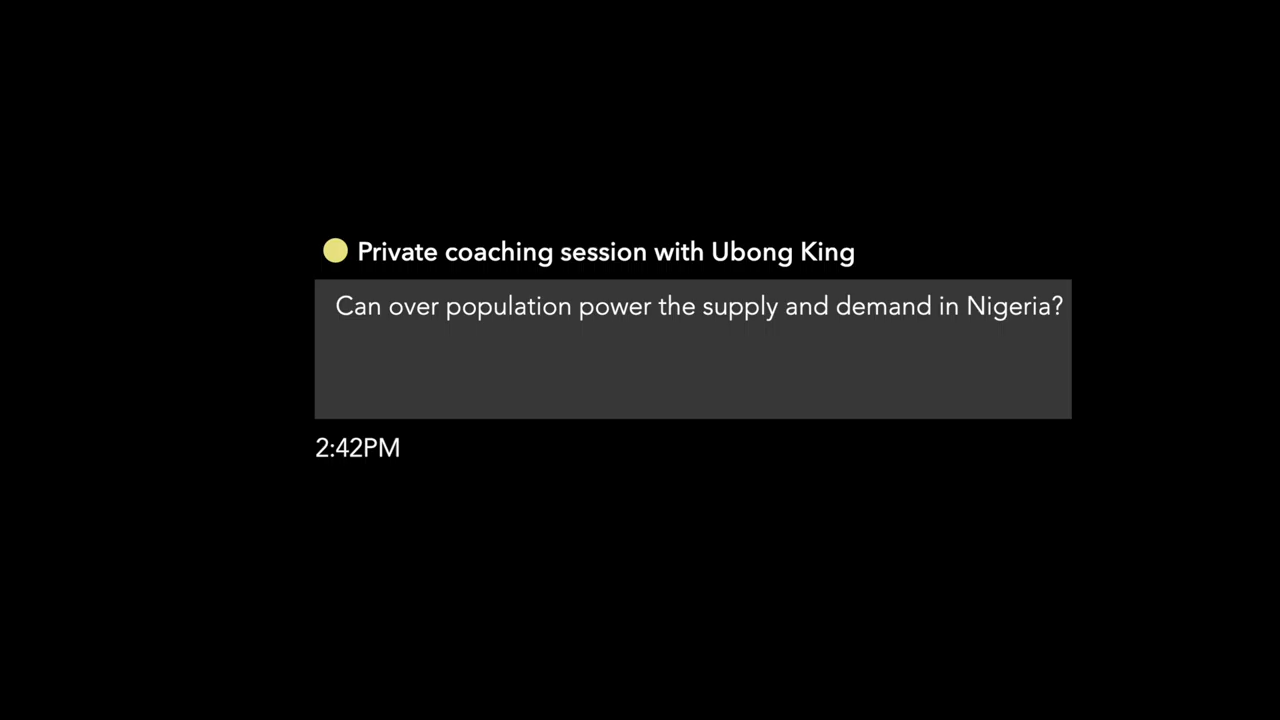 Private coaching session with Ubong King
Can over population power the supply and demand in Nigeria?
2:42PM